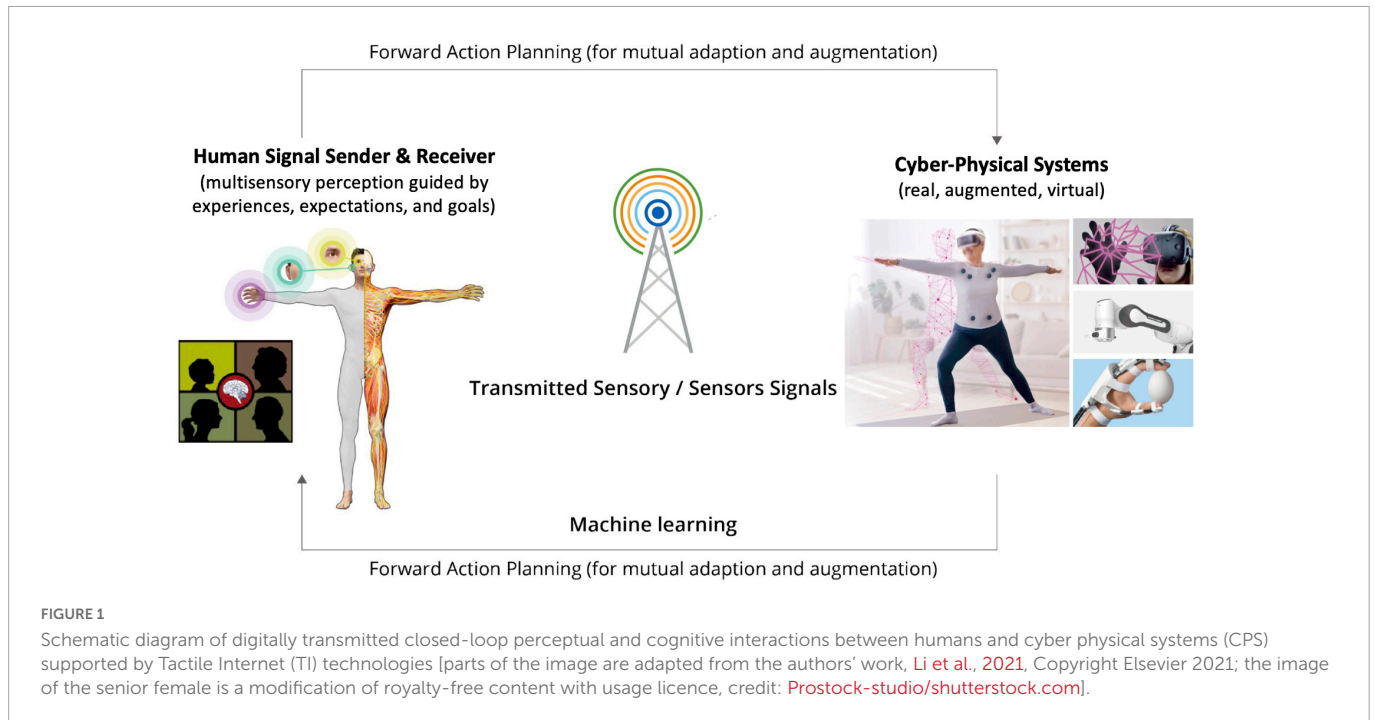 Forward Action Planning (for mutual adaption and augmentation)
Human Signal Sender & Receiver
(multisensory perception guided by
experiences, expectations, and goals)
Cyber-Physical Systems
(real, augmented, virtual)
Transmitted Sensory / Sensors Signals
Machine learning
Forward Action Planning (for mutual adaption and augmentation)
FIGURE 1
Schematic diagram of digitally transmitted closed-loop perceptual and cognitive interactions between humans and cyber physical systems (CPS)
supported by Tactile Internet (TI) technologies [parts of the image are adapted from the authors' work, Li et al., 2021, Copyright Elsevier 2021; the image
of the senior female is a modification of royalty-free content with usage licence, credit: Prostock-studio/shutterstock.com].